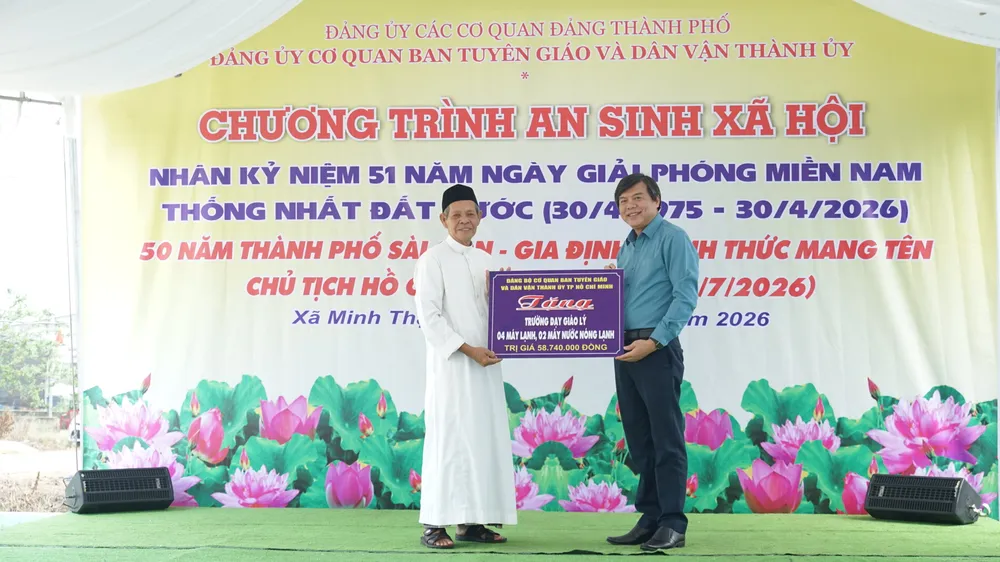 ĐẢNG ỦY CÁC CƠ QUAN ĐẢNG THÀNH PHỐ
ĐẢNG ỦY CƠ QUAN BAN TUYÊN GIÁO VÀ DÂN VẬN THÀNH ỦY
*
CHƯƠNG TRÌNH AN SINH XÃ HỘI
NHÂN KỶ NIỆM 51 NĂM NGÀY GIẢI PHÓNG MIỀN NAM
THỐNG NHẤT ĐẤT (30/4 - 30/4/2026)
50 NĂM THÀNH PHỐ SÀI - GIA ĐỊNH THỨC MANG TÊN
CHỦ TỊCH HỒ /7/2026)
Xã Minh 2026
ĐẢNG BỘ CƠ QUAN BAN TUYÊN GIÁO
VÀ DÂN VẬN THÀNH ỦY TP HỒ CHÍ MINH
Tặng
TRƯỜNG DẠY GIÁO LÝ
04 MÁY LẠNH, 02 MÁY NƯỚC NÓNG LẠNH
TRỊ GIÁ 58.740.000 ĐỒNG